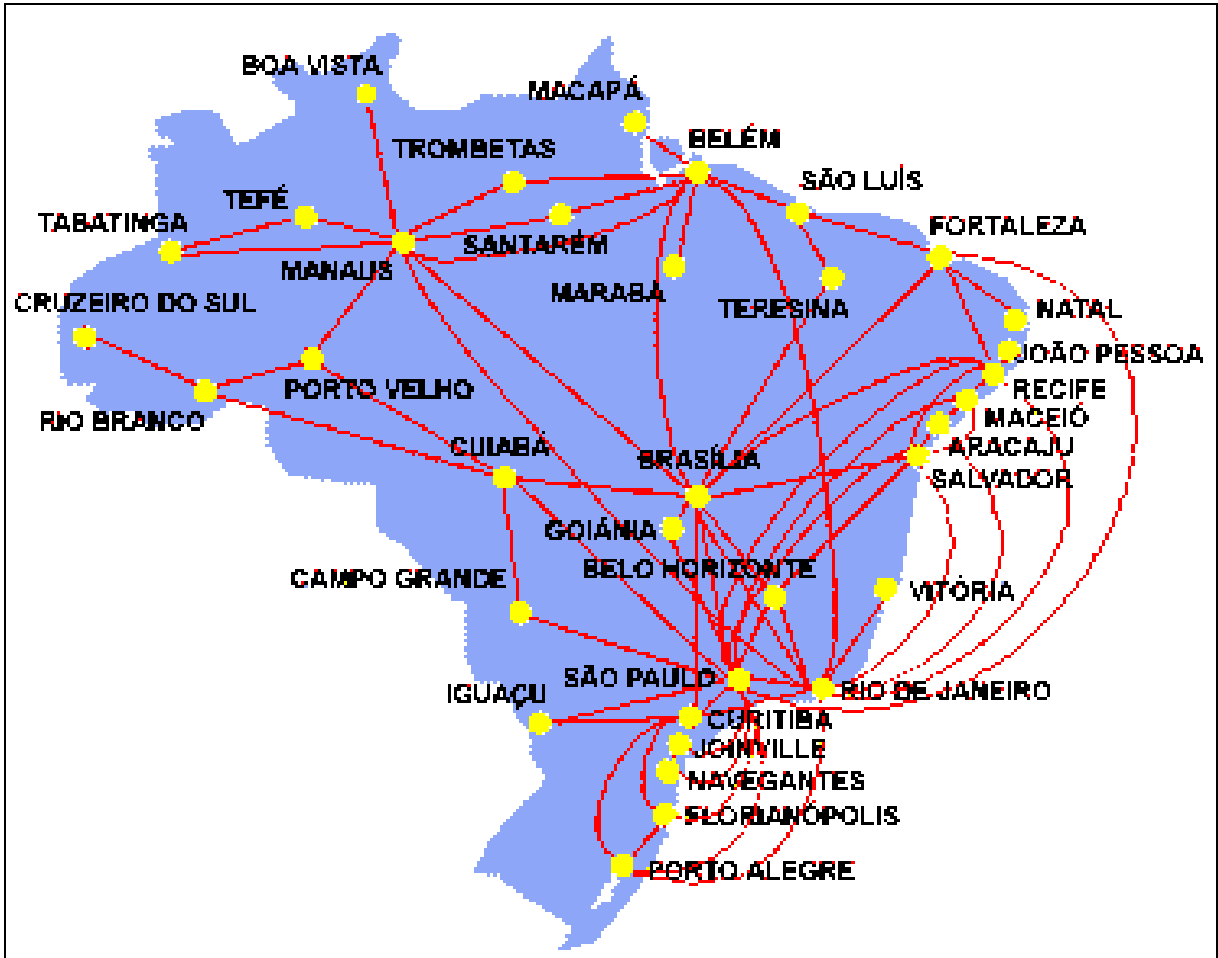 BOA VISTA
MACAPÁ
BELÉM
TROMBETAS
SÃO LUÍS
TEFÉ
TABATINGA
FORTALEZA
SANTARÉM
MANAUS
MARABÁ
TERESINA
CRUZEIRO DO SUL
NATAL
JOÃO PESSOA
PORTO VELHO
RECIFE
RIO BRANCO
MACEIÓ
CUIABA
ARACAJU
BRASÍLIA
SALVADOR
GOIÂNIA
BELO HORIZONTE
CAMPO GRANDE
VITÓRIA
SÃO PAULO
IGUAÇU
RIO DE JANEIRO
CURITIBA
JOINVILLE
NAVEGANTES
FLORIANÓPOLIS
PORTO ALEGRE